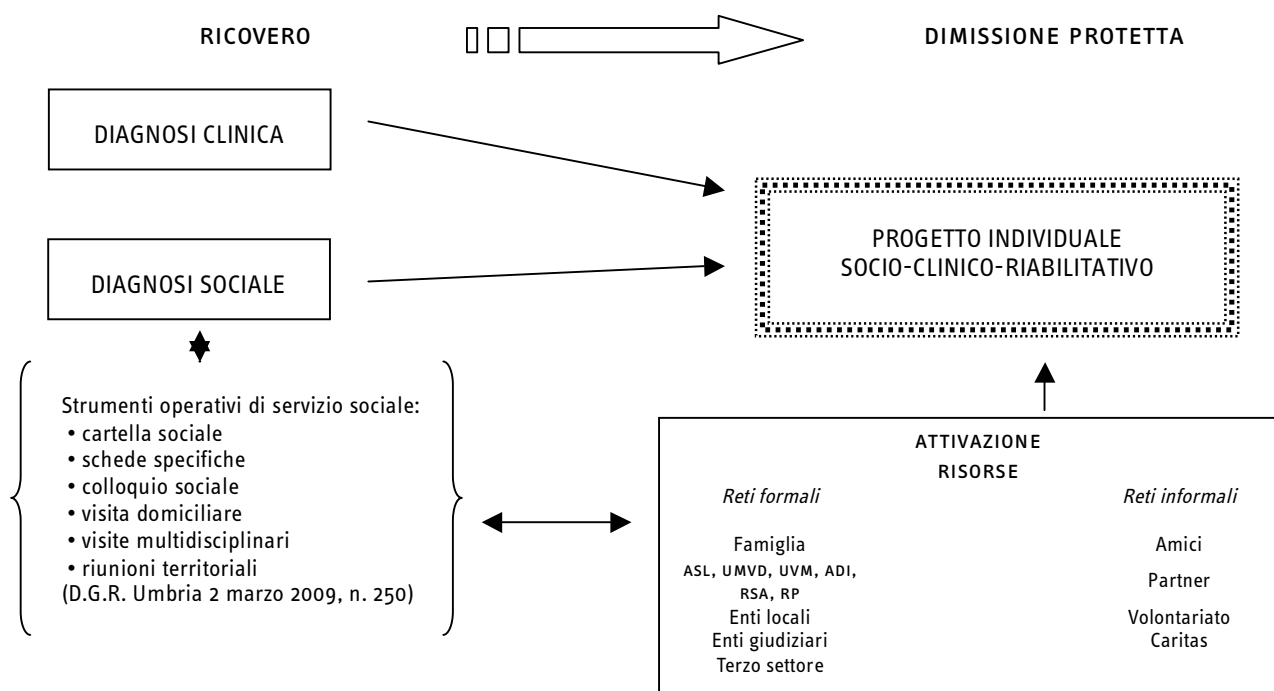 RICOVERO
DIMISSIONE PROTETTA
DIAGNOSI CLINICA
DIAGNOSI SOCIALE
PROGETTO INDIVIDUALE
SOCIO-CLINICO-RIABILITATIVO
Strumenti operativi di servizio sociale:
• cartella sociale
• schede specifiche
• colloquio sociale
• visita domiciliare
• visite multidisciplinari
• riunioni territoriali
(D.G.R. Umbria 2 marzo 2009, n. 250)
ATTIVAZIONE
RISORSE
Reti formali
Famiglia
ASL, UMVD, UVM, ADI,
RSA, RP
Enti locali
Enti giudiziari
Terzo settore
Reti informali
Amici
Partner
Volontariato
Caritas